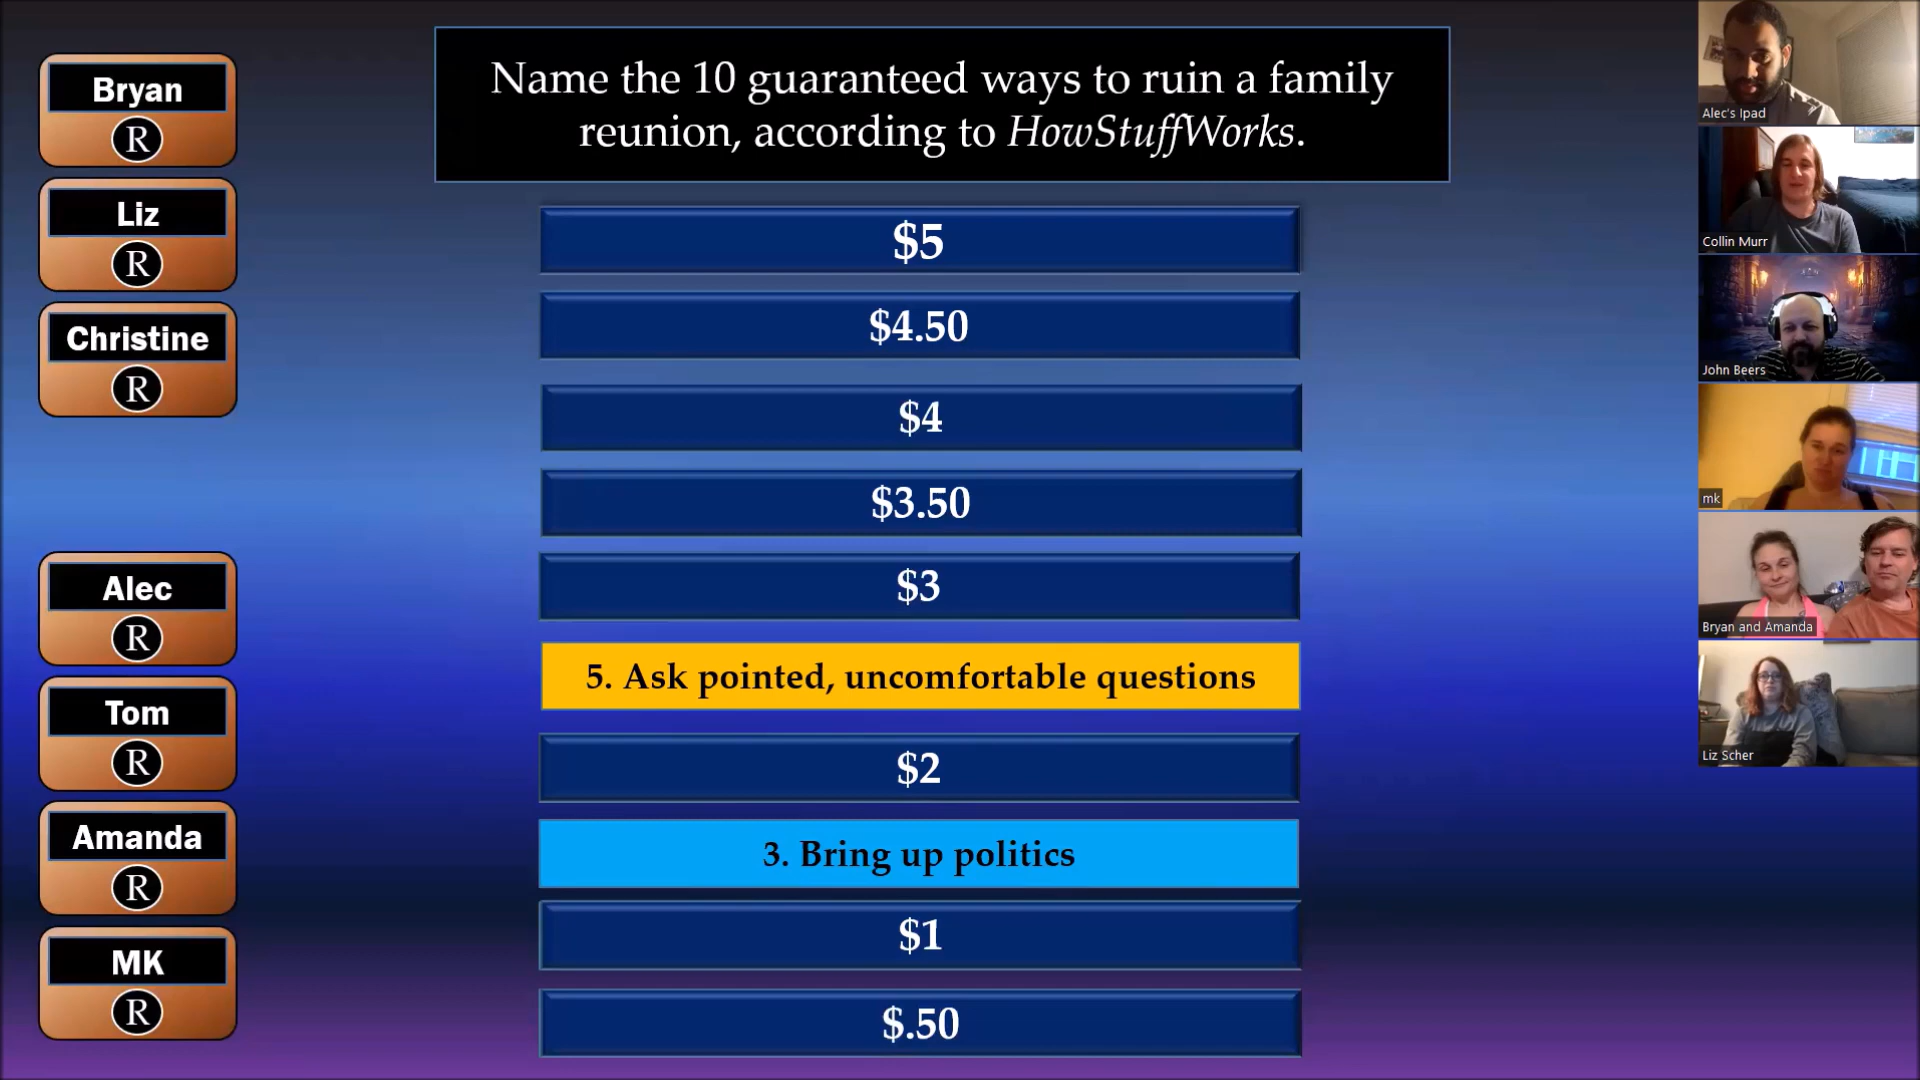 Name the 10 guaranteed ways to ruin a family
reunion, according to HowStuffWorks.
Bryan
R
Liz
R
Christine
R
Alec
R
Tom
R
Amanda
R
MK
R
$5
$4.50
$4
$3.50
$3
5. Ask pointed, uncomfortable questions
$2
3. Bring up politics
$1
$.50
Alec's Ipad
Collin Murr
John Beers
mk
Bryan and Amanda
Liz Scher